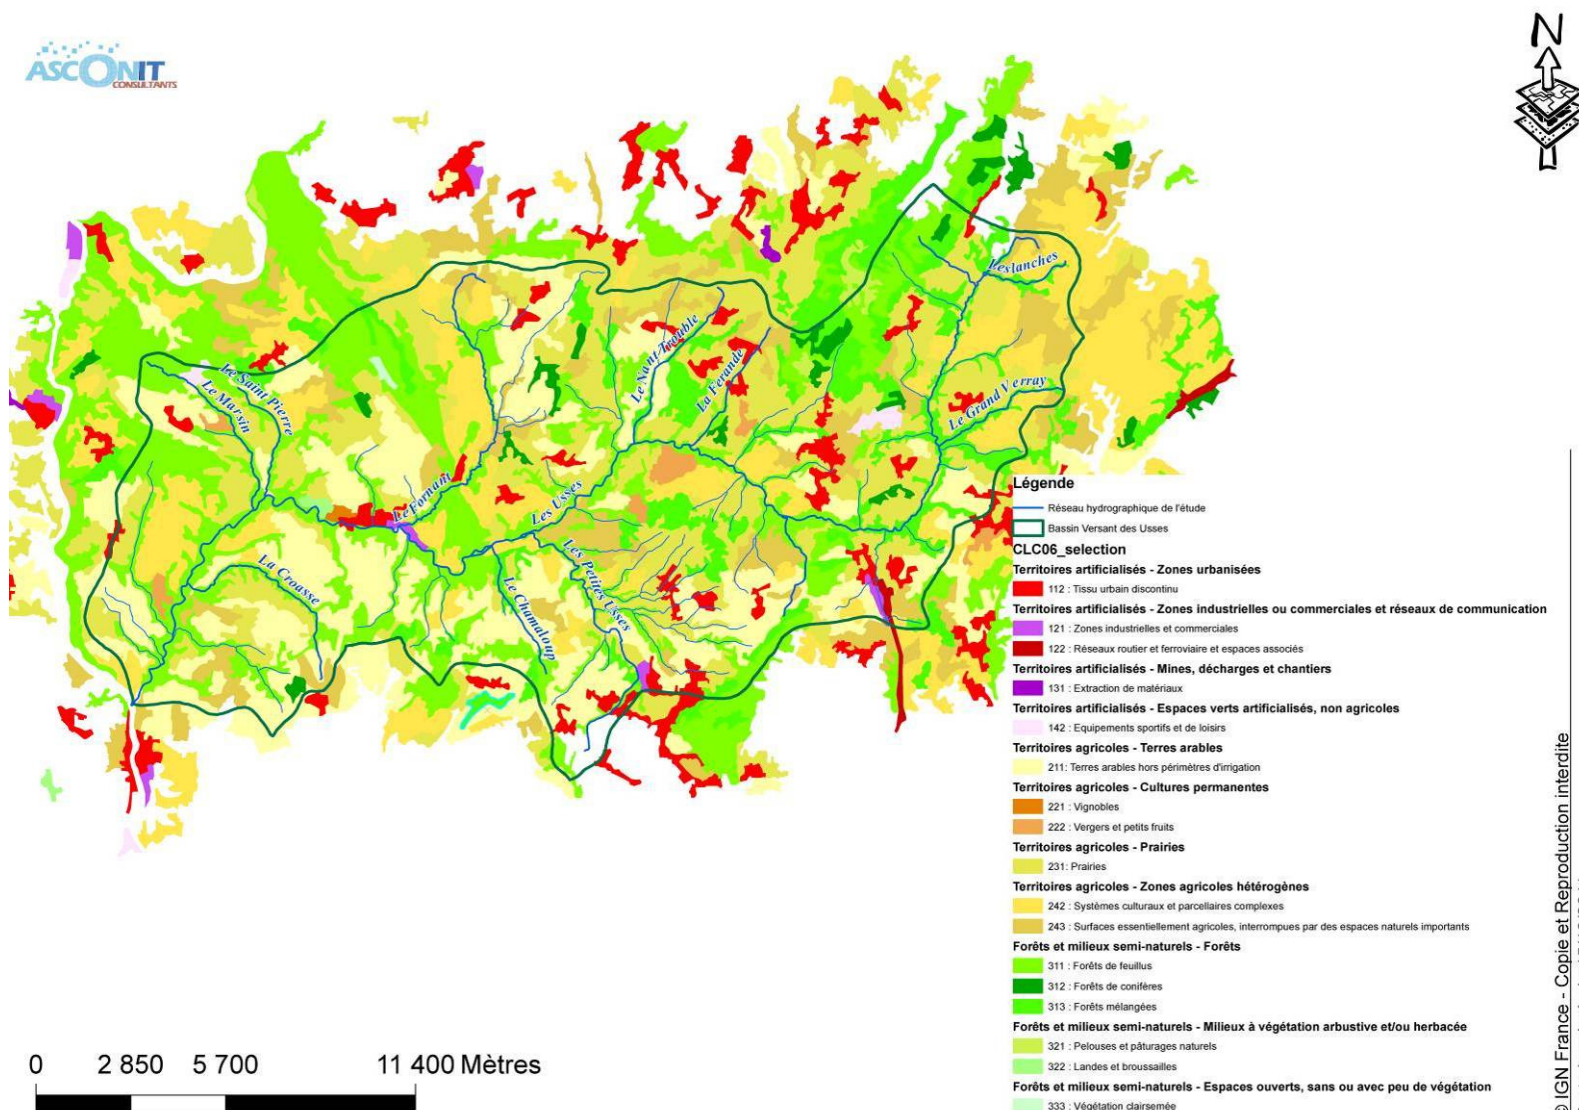 ASCONIT
CONSULTANTS
N
Leslanches
Le Nant Trouble
La Férande
Le Grand Verray
Le Saint Pierre
Le Marsin
Le Fornant
Les Usses
Les Petites Usses
Le Chamaloup
La Croasse
Légende
Réseau hydrographique de l'étude
Bassin Versant des Usses
CLC06_selection
Territoires artificialisés - Zones urbanisées
112 : Tissu urbain discontinu
Territoires artificialisés - Zones industrielles ou commerciales et réseaux de communication
121 : Zones industrielles et commerciales
122 : Réseaux routier et ferroviaire et espaces associés
Territoires artificialisés - Mines, décharges et chantiers
131 : Extraction de matériaux
Territoires artificialisés - Espaces verts artificialisés, non agricoles
142 : Equipements sportifs et de loisirs
Territoires agricoles - Terres arables
211: Terres arables hors périmètres d'irrigation
Territoires agricoles - Cultures permanentes
221 : Vignobles
222 : Vergers et petits fruits
Territoires agricoles - Prairies
231: Prairies
Territoires agricoles - Zones agricoles hétérogènes
242 : Systèmes culturaux et parcellaires complexes
243 : Surfaces essentiellement agricoles, interrompues par des espaces naturels importants
Forêts et milieux semi-naturels - Forêts
311 : Forêts de feuillus
312 : Forêts de conifères
313 : Forêts mélangées
Forêts et milieux semi-naturels - Milieux à végétation arbustive et/ou herbacée
321 : Pelouses et pâturages naturels
322 : Landes et broussailles
Forêts et milieux semi-naturels - Espaces ouverts, sans ou avec peu de végétation
333 : Végétation clairsemée
0 2 850 5 700 11 400 Mètres
© IGN France - Copie et Reproduction interdite